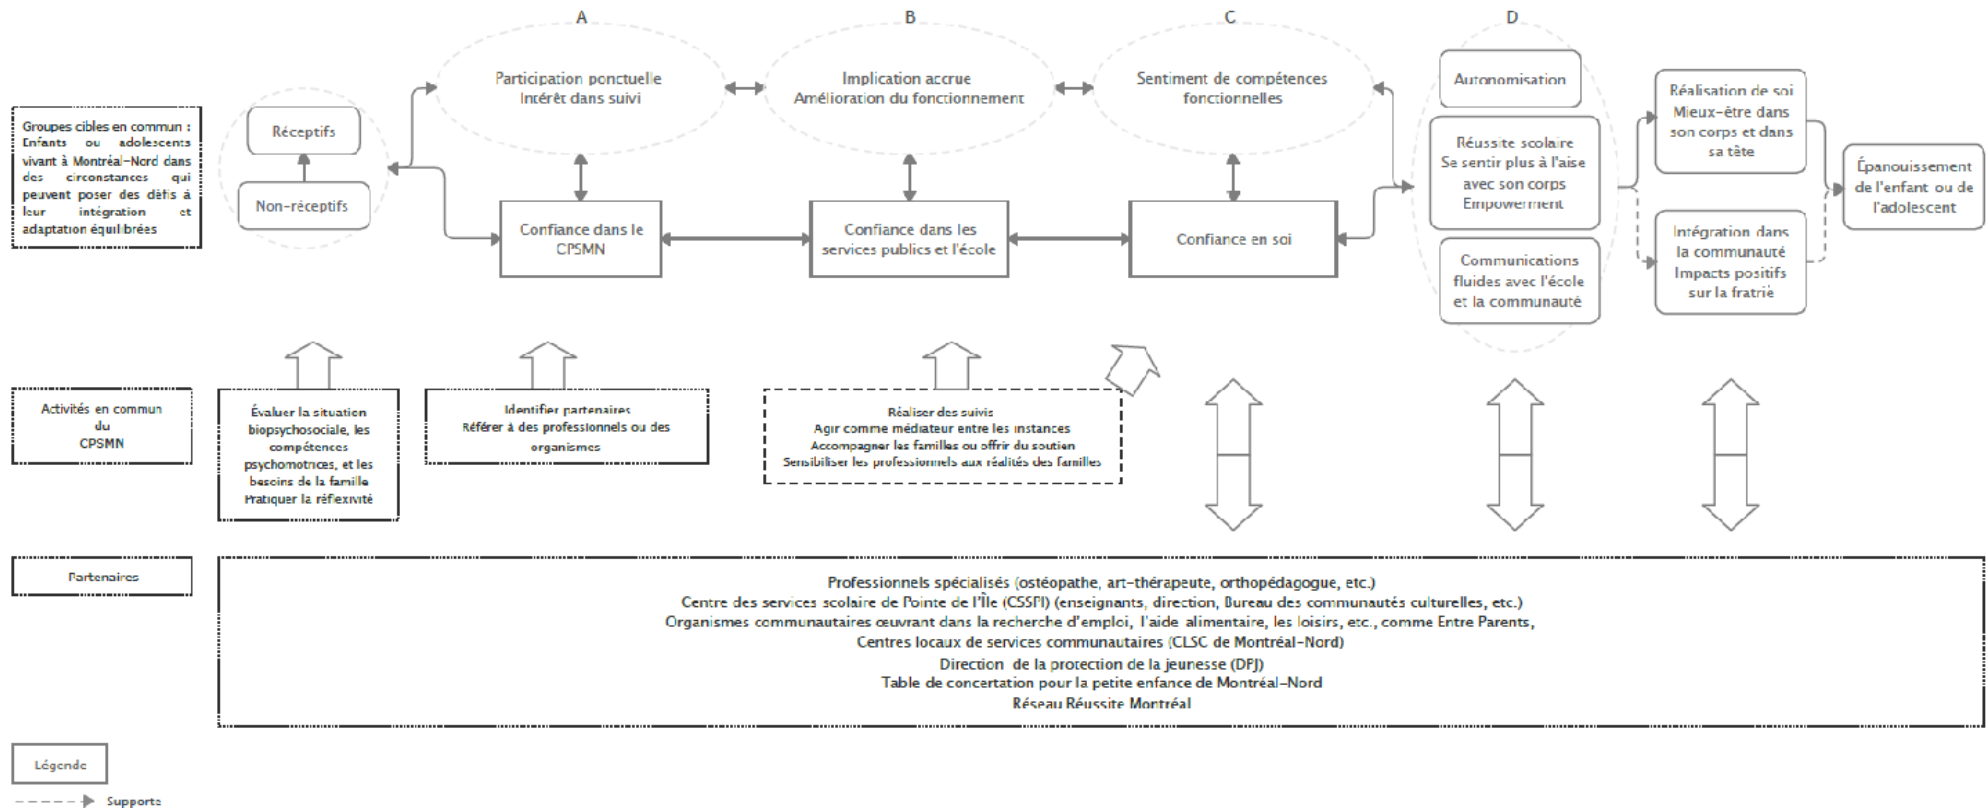 A
B
C
D
Groupes cibles en commun :
Enfants ou adolescents
vivant à Montréal-Nord dans
des circonstances qui
peuvent poser des défis à
leur intégration et
adaptation équilibrées
Réceptifs
Non-réceptifs
Participation ponctuelle
Intérêt dans suivi
Confiance dans le
CPSMN
Implication accrue
Amélioration du fonctionnement
Confiance dans les
services publics et l'école
Sentiment de compétences
fonctionnelles
Confiance en soi
Autonomisation
Réussite scolaire
Se sentir plus à l'aise
avec son corps
Empowerment
Communications
fluides avec l'école
et la communauté
Réalisation de soi
Mieux-être dans
son corps et dans
sa tête
Intégration dans
la communauté
Impacts positifs
sur la fratrie
Épanouissement
de l'enfant ou de
l'adolescent
Activités en commun
du
CPSMN
Évaluer la situation
biopsychosociale, les
compétences
psychomotrices, et les
besoins de la famille
Pratiquer la réflexivité
Identifier partenaires
Référer à des professionnels ou des
organismes
Réaliser des suivis
Agir comme médiateur entre les instances
Accompagner les familles ou offrir du soutien
Sensibiliser les professionnels aux réalités des familles
Partenaires
Professionnels spécialisés (ostéopathe, art-thérapeute, orthopédagogue, etc.)
Centre des services scolaire de Pointe de l'Île (CSSPI) (enseignants, direction, Bureau des communautés culturelles, etc.)
Organismes communautaires œuvrant dans la recherche d'emploi, l'aide alimentaire, les loisirs, etc., comme Entre Parents,
Centres locaux de services communautaires (CLSC de Montréal-Nord)
Direction de la protection de la jeunesse (DPJ)
Table de concertation pour la petite enfance de Montréal-Nord
Réseau Réussite Montréal
Légende
Supporte